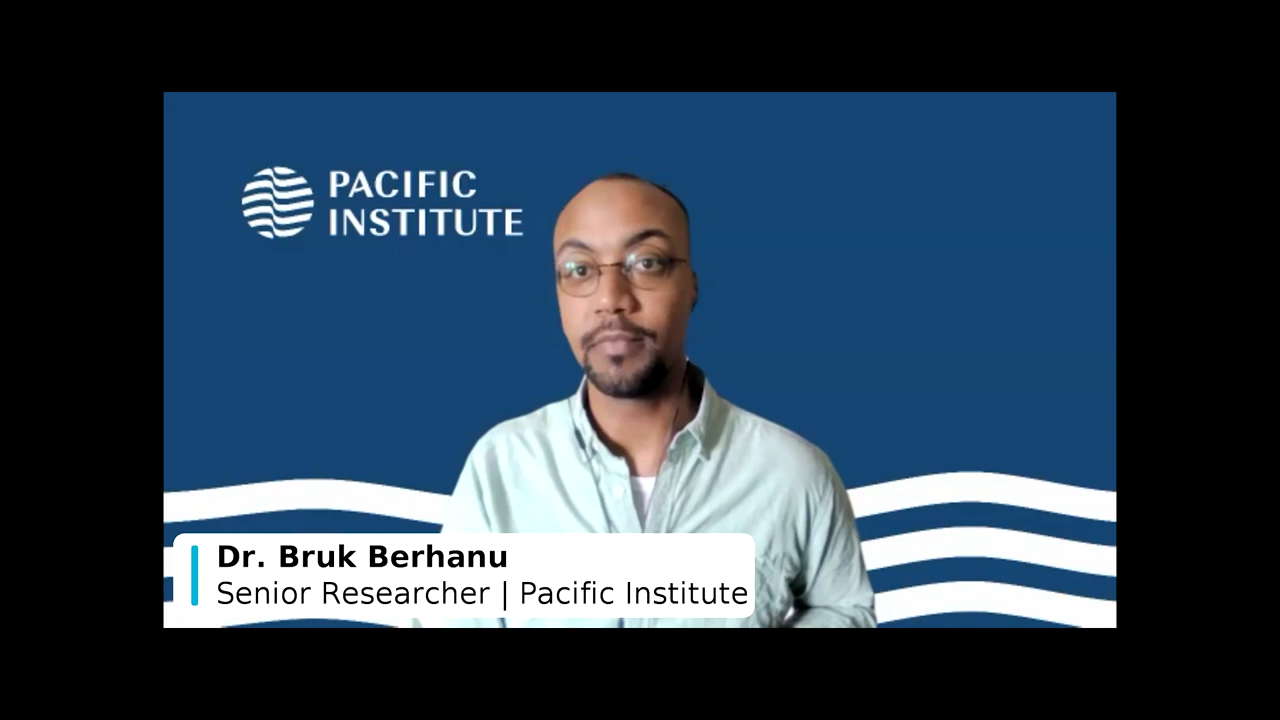 PACIFIC
INSTITUTE
Dr. Bruk Berhanu
Senior Researcher | Pacific Institute